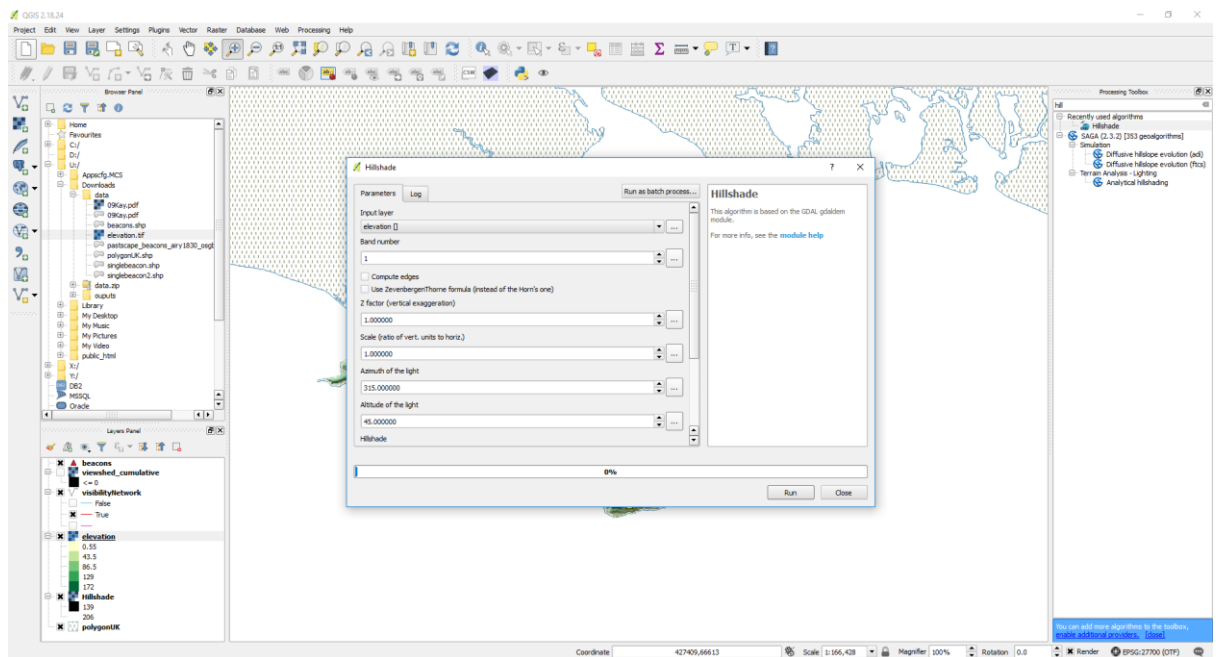 QGIS 2.18.24
Project Edit View Layer Settings Plugins Vector Raster Database Web Processing Help
Browser Panel
Home
Favourites
C:/
D:/
U:/
Appscfg.MCS
Downloads
data
09Kay.pdf
09Kay.pdf
beacons.shp
elevation.tif
pastscape_beacons_airy1830_osgb
polygonUK.shp
singlebeacon.shp
singlebeacon2.shp
data.zip
ouputs
Library
My Desktop
My Music
My Pictures
My Video
public_html
X:/
Y:/
DB2
MSSQL
Oracle
Layers Panel
beacons
viewshed_cumulative
<= 0
visibilityNetwork
False
True
elevation
0.55
43.5
86.5
129
172
Hillshade
139
206
polygonUK
Hillshade
? ×
Parameters Log
Run as batch process...
Input layer
elevation []
Band number
1
Compute edges
Use ZevenbergenThorne formula (instead of the Horn's one)
Z factor (vertical exaggeration)
1.000000
Scale (ratio of vert. units to horiz.)
1.000000
Azimuth of the light
315.000000
Altitude of the light
45.000000
Hillshade
Hillshade
This algorithm is based on the GDAL gdaldem
module.
For more info, see the module help
0%
Run Close
Processing Toolbox
hil
Recently used algorithms
Hillshade
SAGA (2.3.2) [353 geoalgorithms]
Simulation
Diffusive hillslope evolution (adi)
Diffusive hillslope evolution (ftcs)
Terrain Analysis - Lighting
Analytical hillshading
You can add more algorithms to the toolbox,
enable additional providers. [close]
Coordinate 427409,66613 Scale 1:166,428 Magnifier 100% Rotation 0.0 Render EPSG:27700 (OTF)